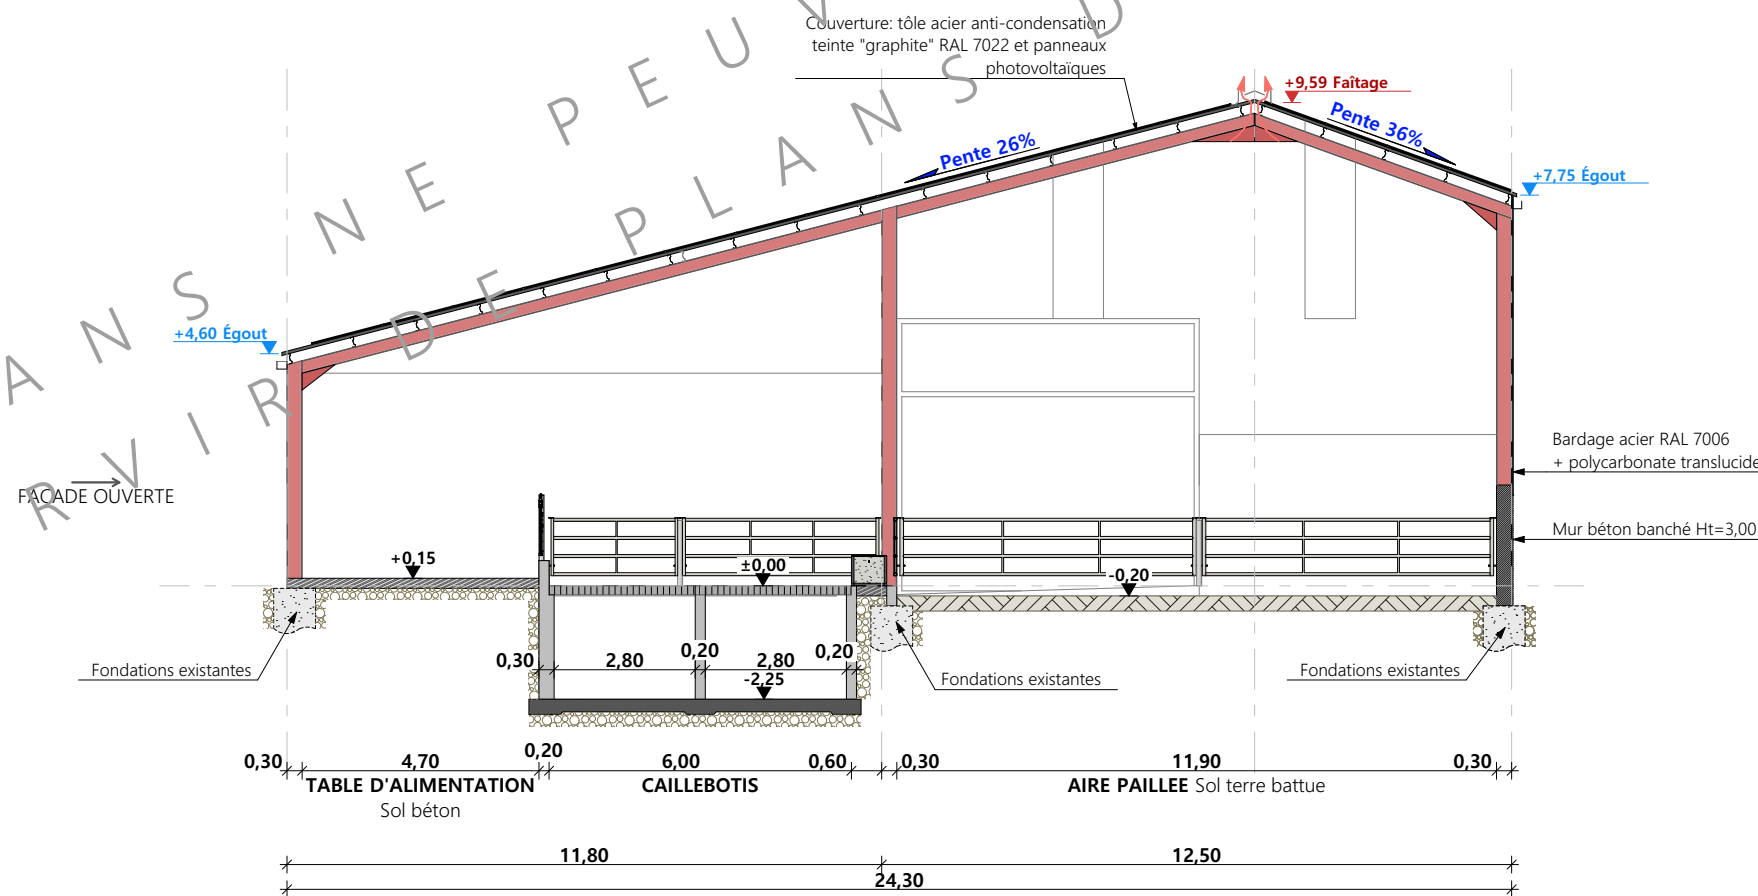 Couverture: tôle acier anti-condensation
teinte "graphite" RAL 7022 et panneaux
photovoltaïques
+9,59 Faîtage
Pente 26%
Pente 36%
+7,75 Égout
+4,60 Égout
ANS NE PEUV
RVIR DE PLANS D
FAÇADE OUVERTE
Bardage acier RAL 7006
+ polycarbonate translucide
Mur béton banché Ht=3,00
+0,15
±0,00
-0,20
Fondations existantes
Fondations existantes
Fondations existantes
0,30 2,80 0,20 2,80 0,20
-2,25
0,30 4,70 0,20 6,00 0,60 0,30 11,90 0,30
TABLE D'ALIMENTATION
Sol béton
CAILLEBOTIS
AIRE PAILLEE Sol terre battue
11,80 12,50
24,30